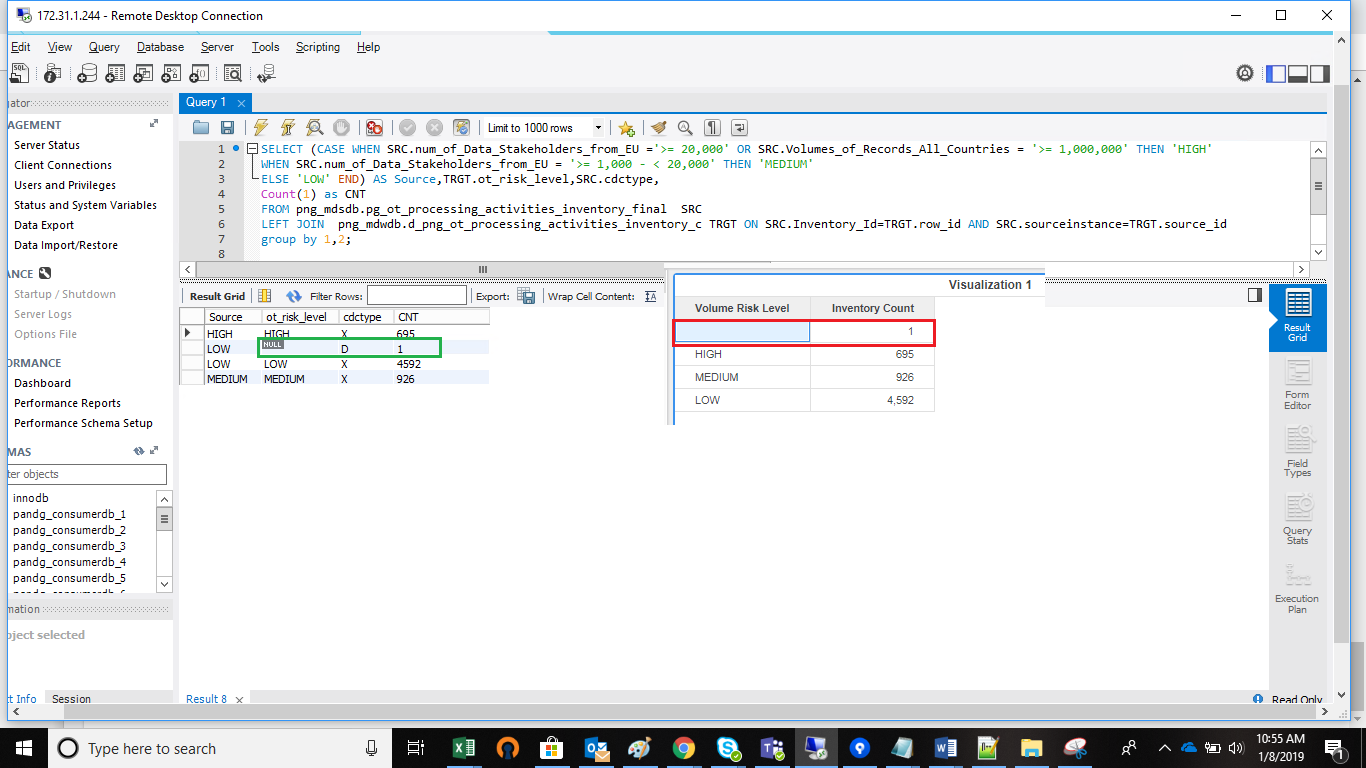 172.31.1.244 - Remote Desktop Connection
Edit View Query Database Server Tools Scripting Help
gator
Query 1
AGEMENT
Server Status
Client Connections
Users and Privileges
Status and System Variables
Data Export
Data Import/Restore
Limit to 1000 rows
1 SELECT (CASE WHEN SRC.num_of_Data_Stakeholders_from_EU ='>= 20,000' OR SRC.Volumes_of_Records_All_Countries = '>= 1,000,000' THEN 'HIGH'
2 WHEN SRC.num_of_Data_Stakeholders_from_EU = '>= 1,000 - < 20,000' THEN 'MEDIUM'
3 ELSE 'LOW' END) AS Source,TRGT.ot_risk_level,SRC.cdctype,
4 Count(1) as CNT
5 FROM png_mdsdb.pg_ot_processing_activities_inventory_final SRC
6 LEFT JOIN png_mdwdb.d_png_ot_processing_activities_inventory_c TRGT ON SRC.Inventory_Id=TRGT.row_id AND SRC.sourceinstance=TRGT.source_id
7 group by 1,2;
8
ANCE
Startup / Shutdown
Server Logs
Options File
ORMANCE
Dashboard
Performance Reports
Performance Schema Setup
MAS
ter objects
innodb
pandg_consumerdb_1
pandg_consumerdb_2
pandg_consumerdb_3
pandg_consumerdb_4
pandg_consumerdb_5
mation
oject selected
ct Info Session
Result Grid Filter Rows: Export: Wrap Cell Content:
Source ot_risk_level cdctype CNT
HIGH HIGH X 695
LOW NULL D 1
LOW LOW X 4592
MEDIUM MEDIUM X 926
Visualization 1
Volume Risk Level Inventory Count
1
HIGH 695
MEDIUM 926
LOW 4,592
Result
Grid
Form
Editor
Field
Types
Query
Stats
Execution
Plan
Result 8
Read Only
Type here to search
10:55 AM
1/8/2019
1